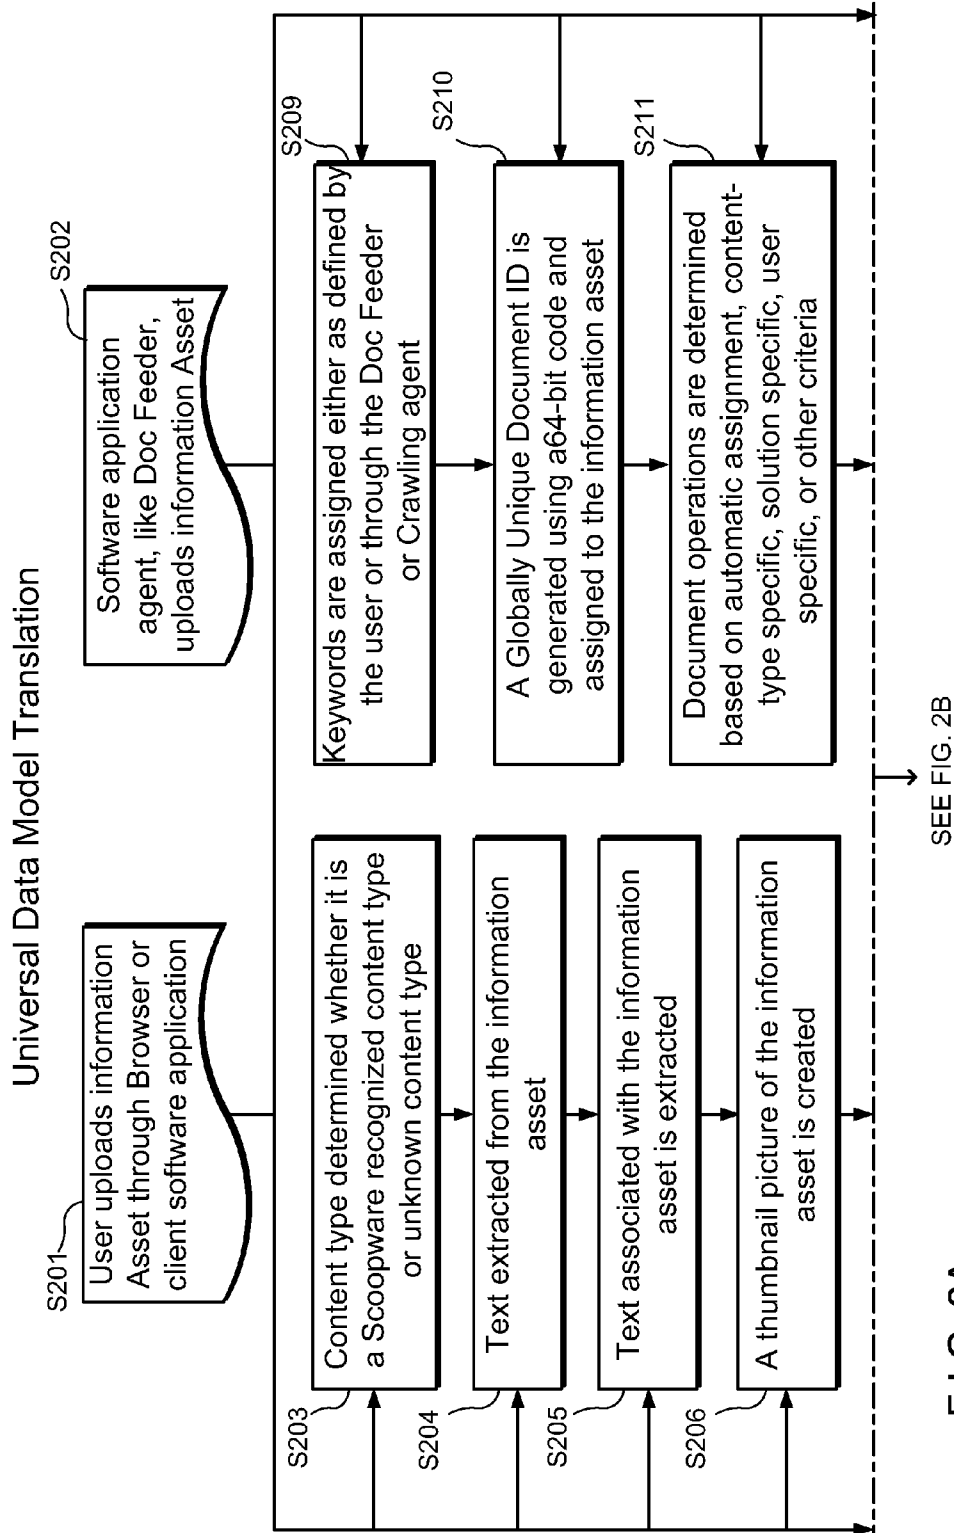 Universal Data Model Translation
S201
User uploads information
Asset through Browser or
client software application
S202
Software application
agent, like Doc Feeder,
uploads information Asset
S203
Content type determined whether it is
a Scoopware recognized content type
or unknown content type
S204
Text extracted from the information
asset
S205
Text associated with the information
asset is extracted
S206
A thumbnail picture of the information
asset is created
S209
Keywords are assigned either as defined by
the user or through the Doc Feeder
or Crawling agent
S210
A Globally Unique Document ID is
generated using a64-bit code and
assigned to the information asset
S211
Document operations are determined
based on automatic assignment, content-
type specific, solution specific, user
specific, or other criteria
SEE FIG. 2B